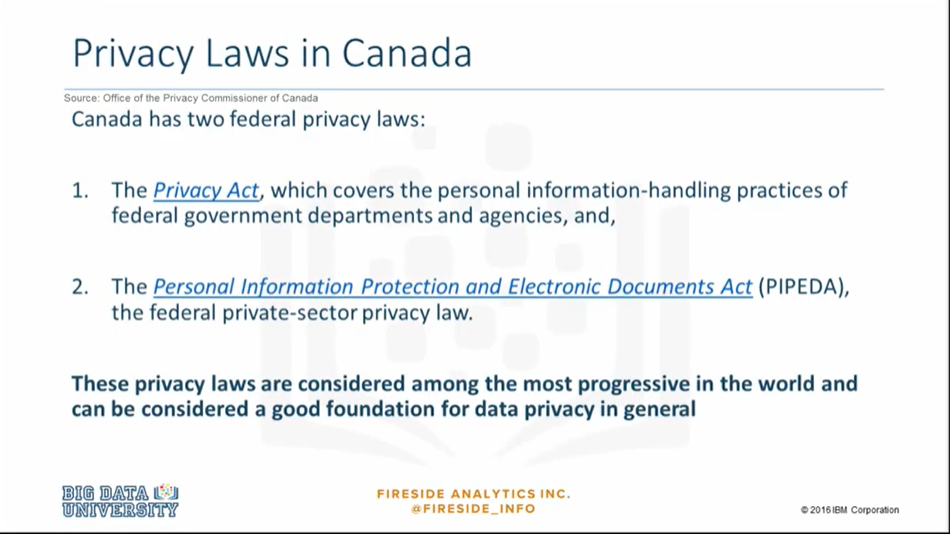 Privacy Laws in Canada
Source: Office of the Privacy Commissioner of Canada
Canada has two federal privacy laws:
1. The Privacy Act, which covers the personal information-handling practices of
federal government departments and agencies, and,
2. The Personal Information Protection and Electronic Documents Act (PIPEDA),
the federal private-sector privacy law.
These privacy laws are considered among the most progressive in the world and
can be considered a good foundation for data privacy in general
BIG DATA
UNIVERSITY
FIRESIDE ANALYTICS INC.
@FIRESIDE_INFO
© 2016 IBM Corporation